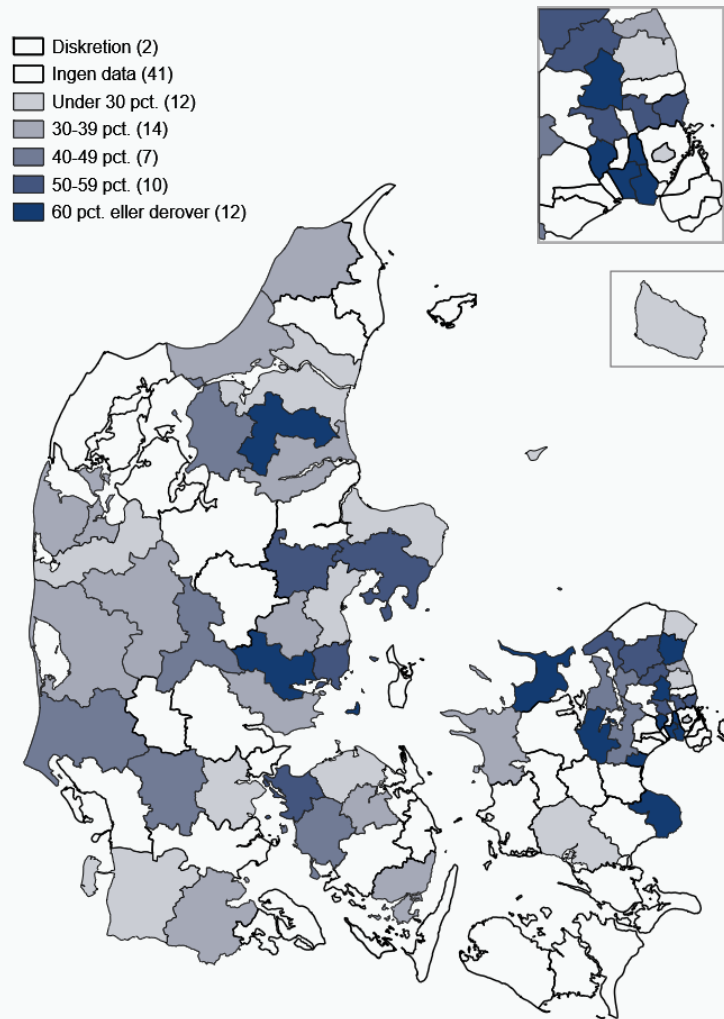 Diskretion (2)
Ingen data (41)
Under 30 pct. (12)
30-39 pct. (14)
40-49 pct. (7)
50-59 pct. (10)
60 pct. eller derover (12)